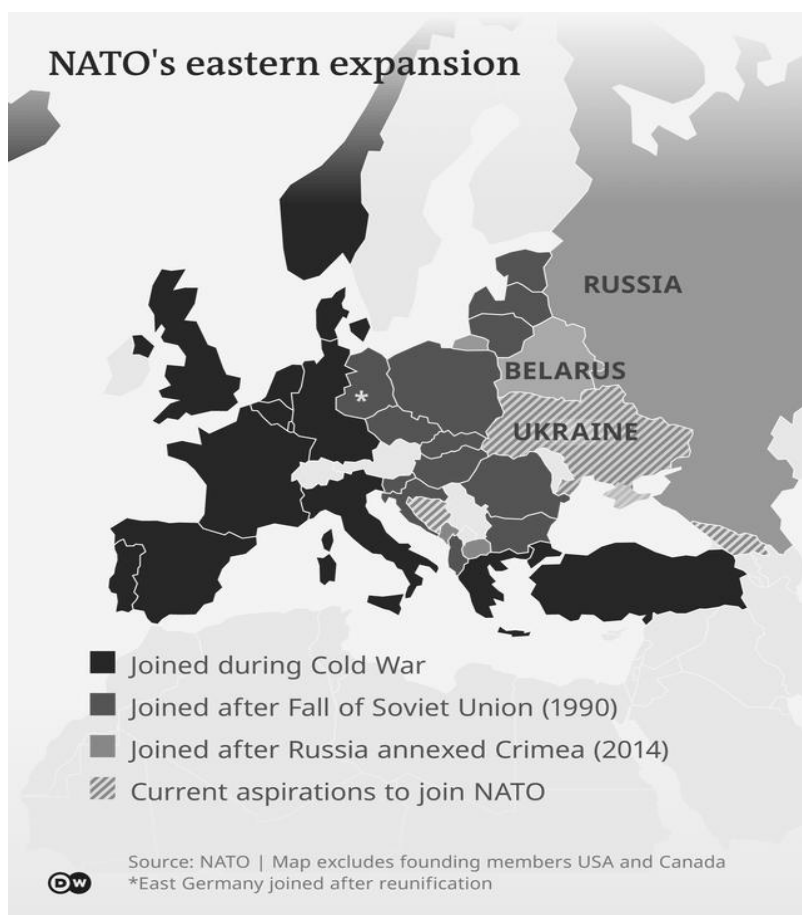 NATO's eastern expansion
RUSSIA
BELARUS
*
UKRAINE
Joined during Cold War
Joined after Fall of Soviet Union (1990)
Joined after Russia annexed Crimea (2014)
Current aspirations to join NATO
Source: NATO | Map excludes founding members USA and Canada
*East Germany joined after reunification
DW